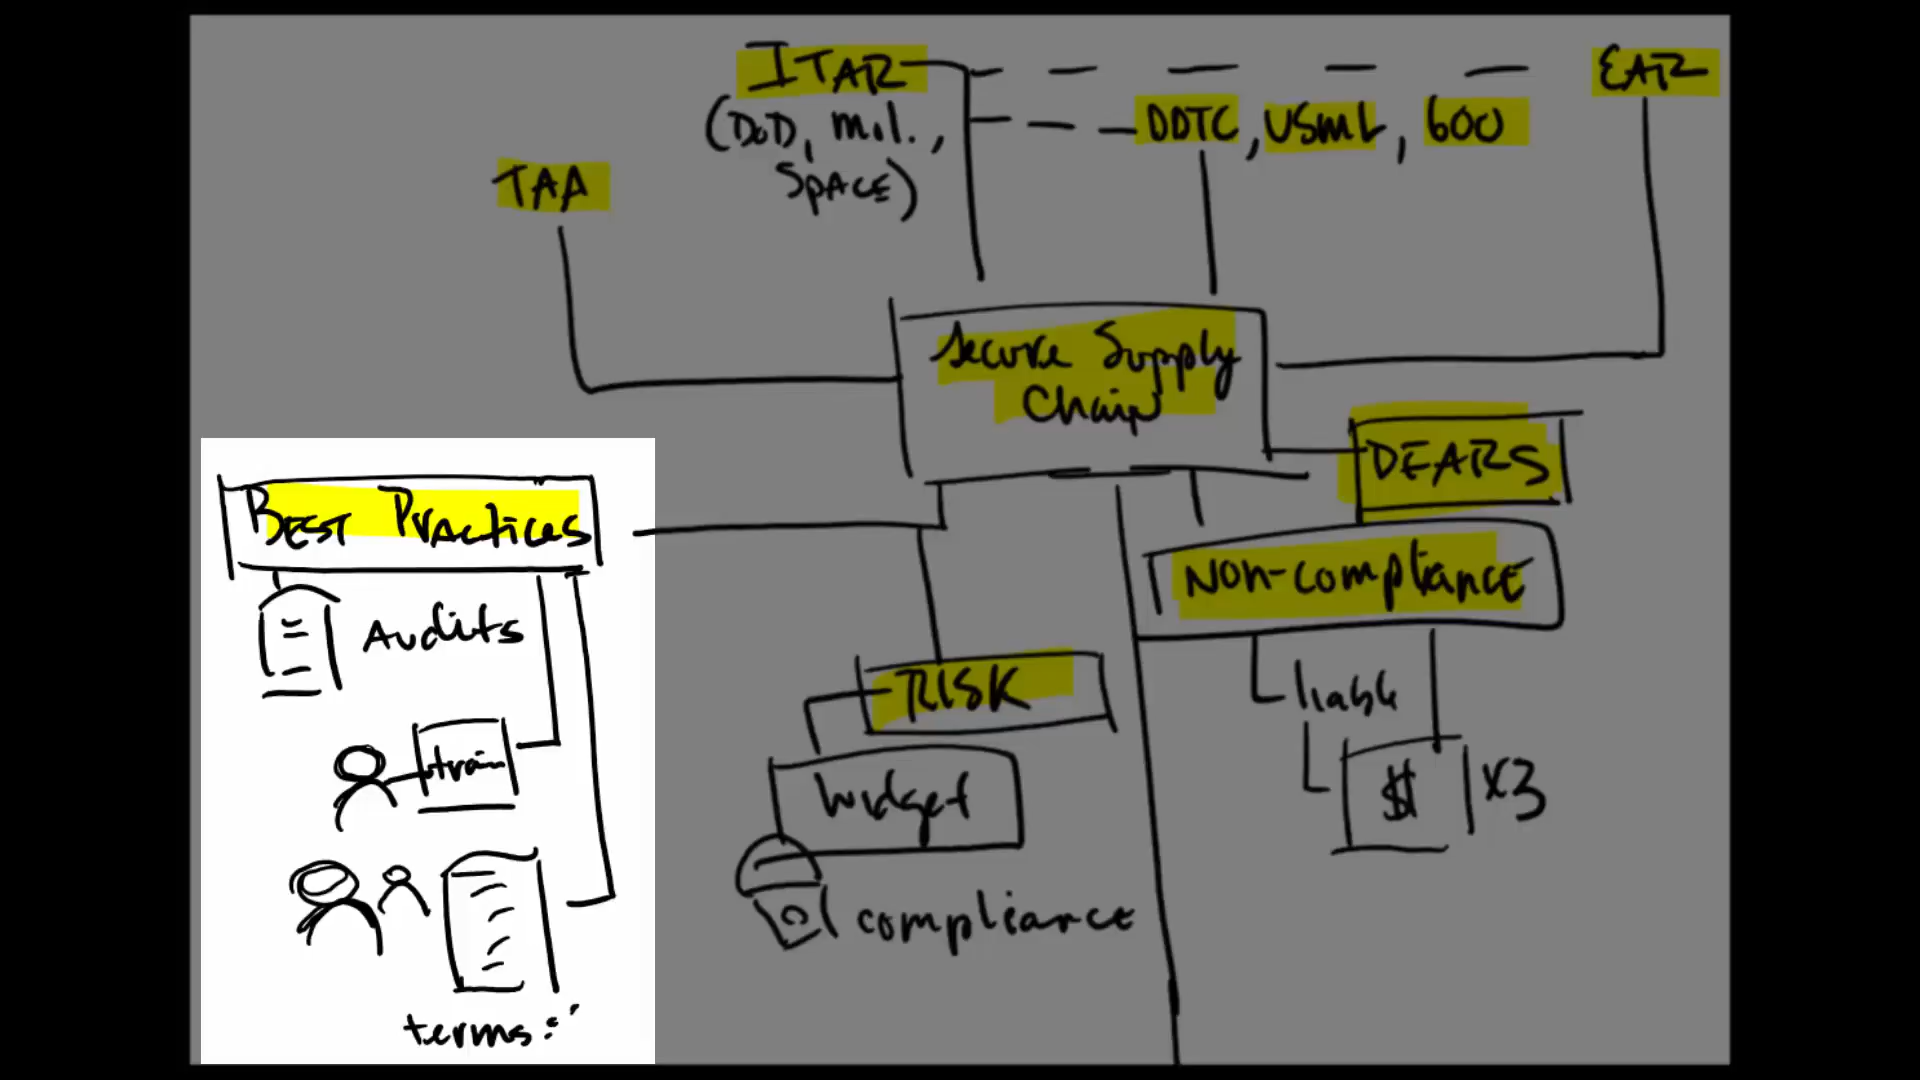 ITAR
EAR
(DoD, mil.,
DDTC, USML, 600
Space)
TAA
Secure Supply
Chain
DEARS
Best Practices
Non-compliance
Audits
RISK
liable
train
widget
$ x3
compliance
terms: